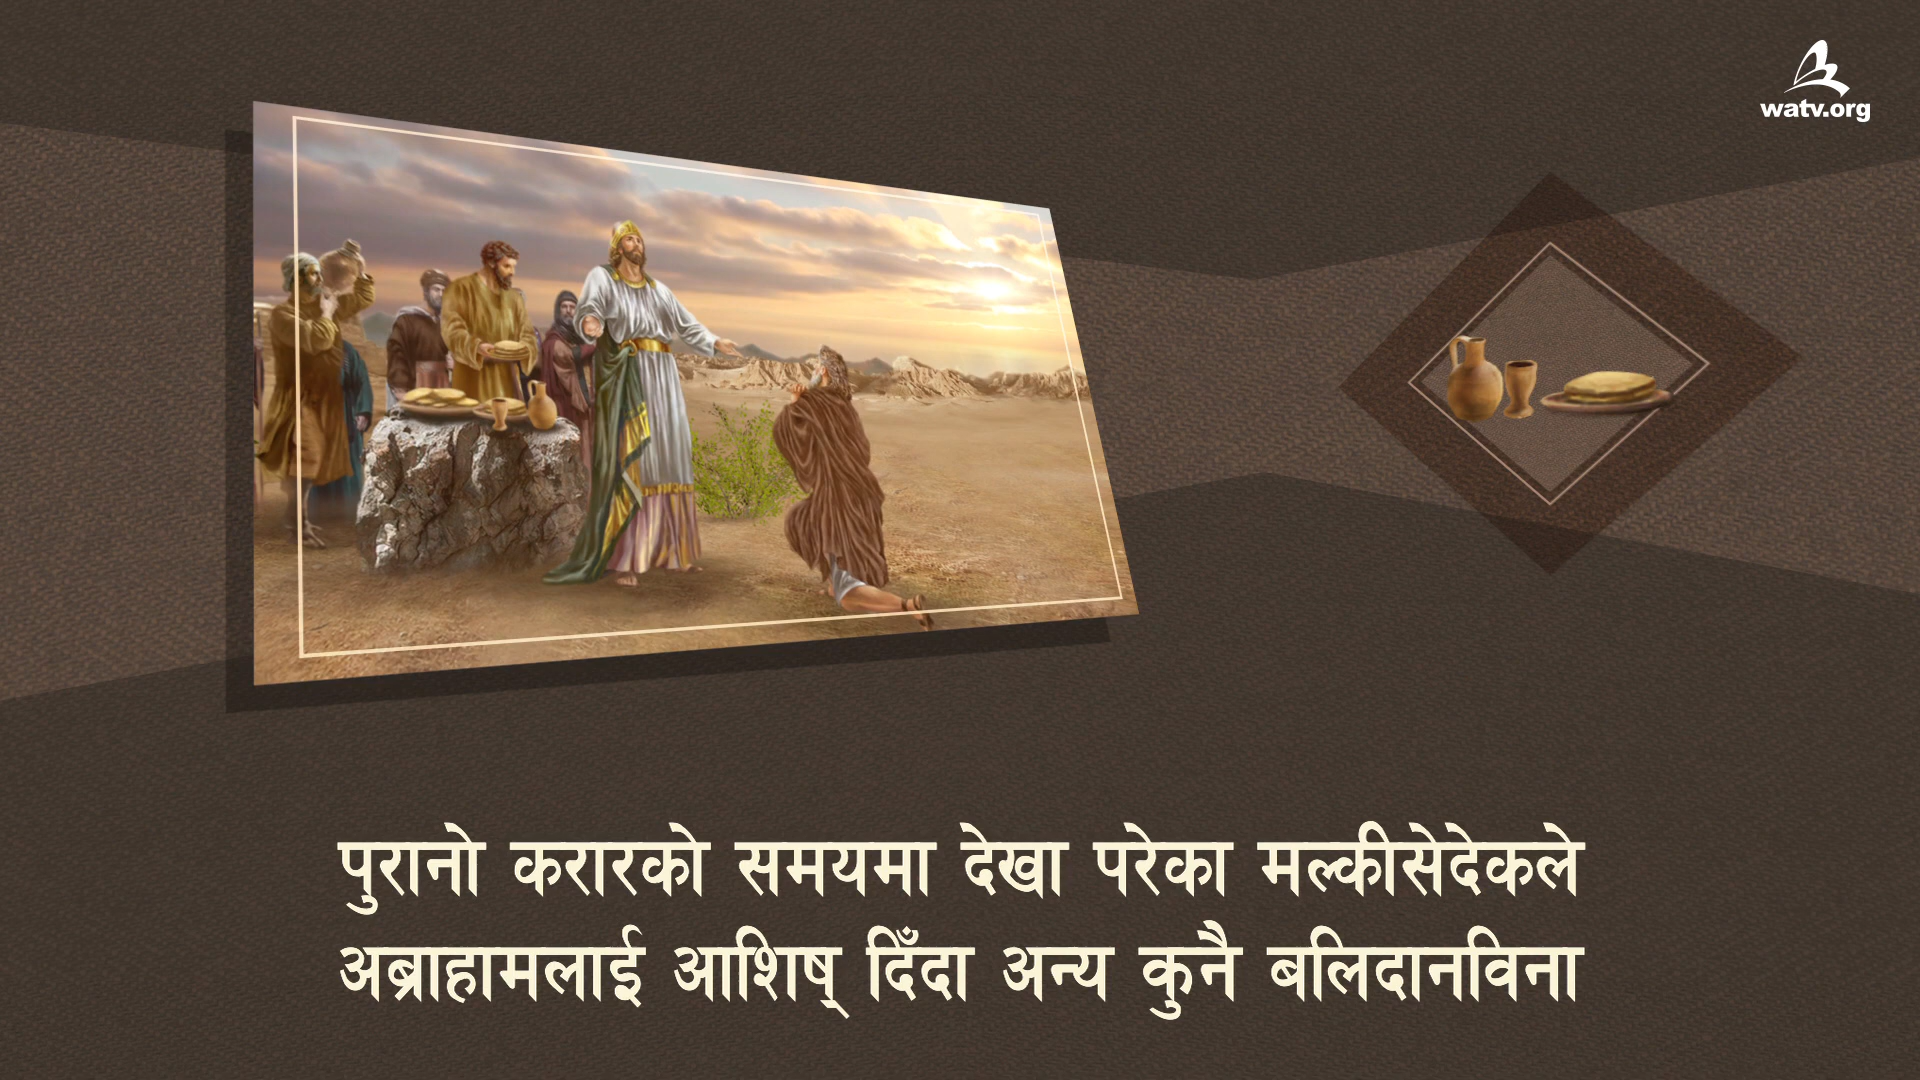 watv.org
पुरानो करारको समयमा देखा परेका मल्कीसेदेकले
अब्राहामलाई आशिष् दिँदा अन्य कुनै बलिदानविना